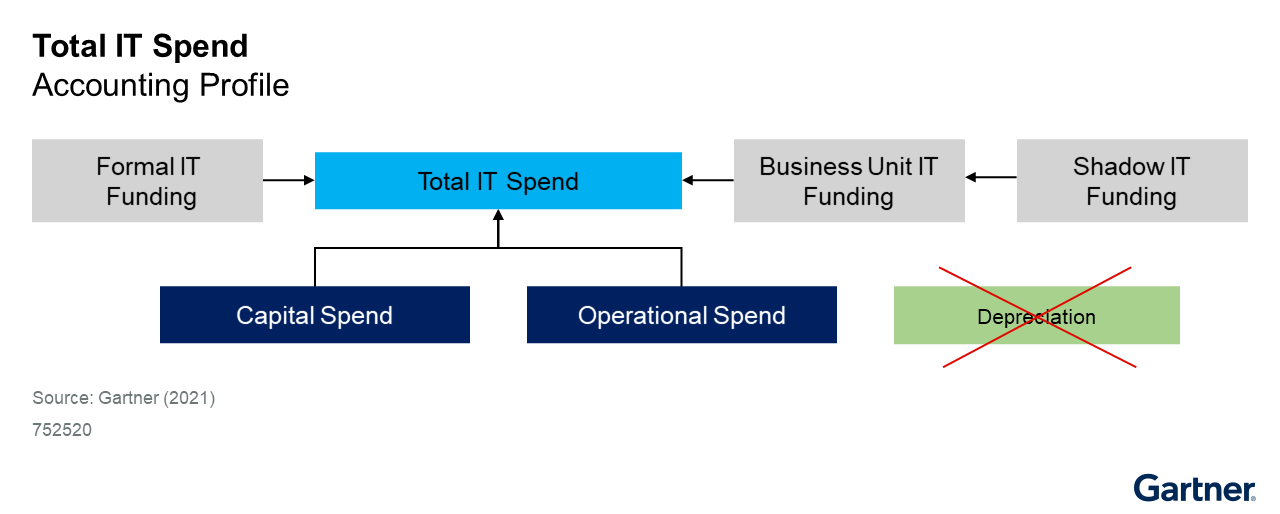 Total IT Spend
Accounting Profile
Formal IT
Funding
Total IT Spend
Business Unit IT
Funding
Shadow IT
Funding
Capital Spend
Operational Spend
Depreciation
Source: Gartner (2021)
752520
Gartner